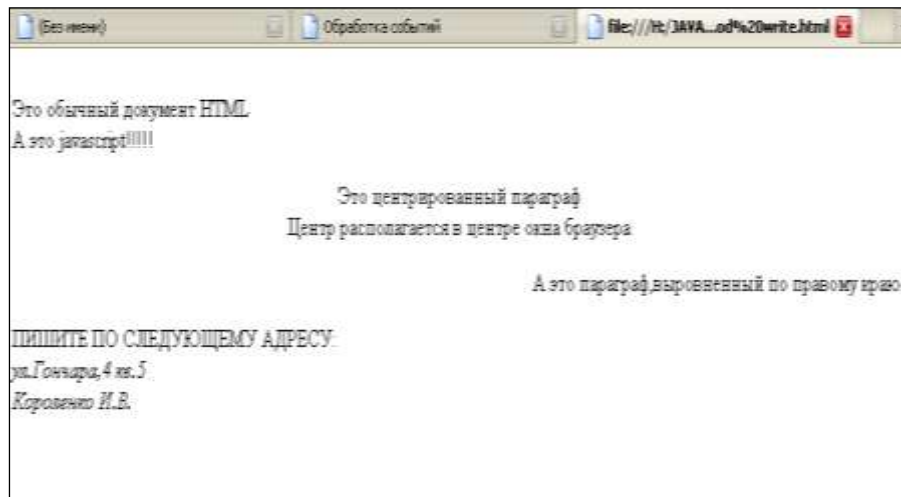 (Без имени)
Обработка событий
file:///H:/JAVA...od%20write.html
Это обычный документ HTML
А это javascript!!!!!
Это центрированный параграф
Центр располагается в центре окна браузера
А это параграф,выровненный по правому краю
ПИШИТЕ ПО СЛЕДУЮЩЕМУ АДРЕСУ:
ул.Гончара,4 кв.5
Коровенко И.В.